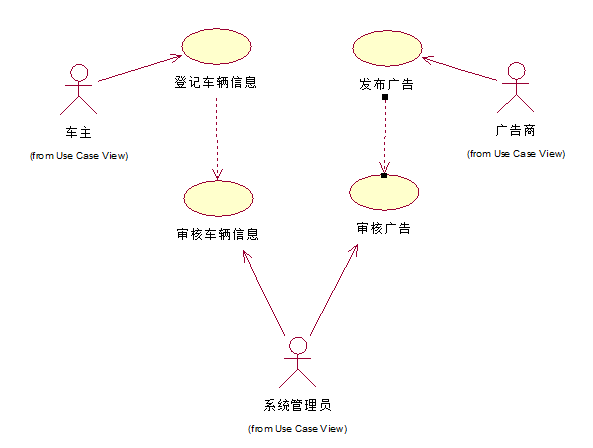 登记车辆信息
发布广告
车主
(from Use Case View)
广告商
(from Use Case View)
审核车辆信息
审核广告
系统管理员
(from Use Case View)